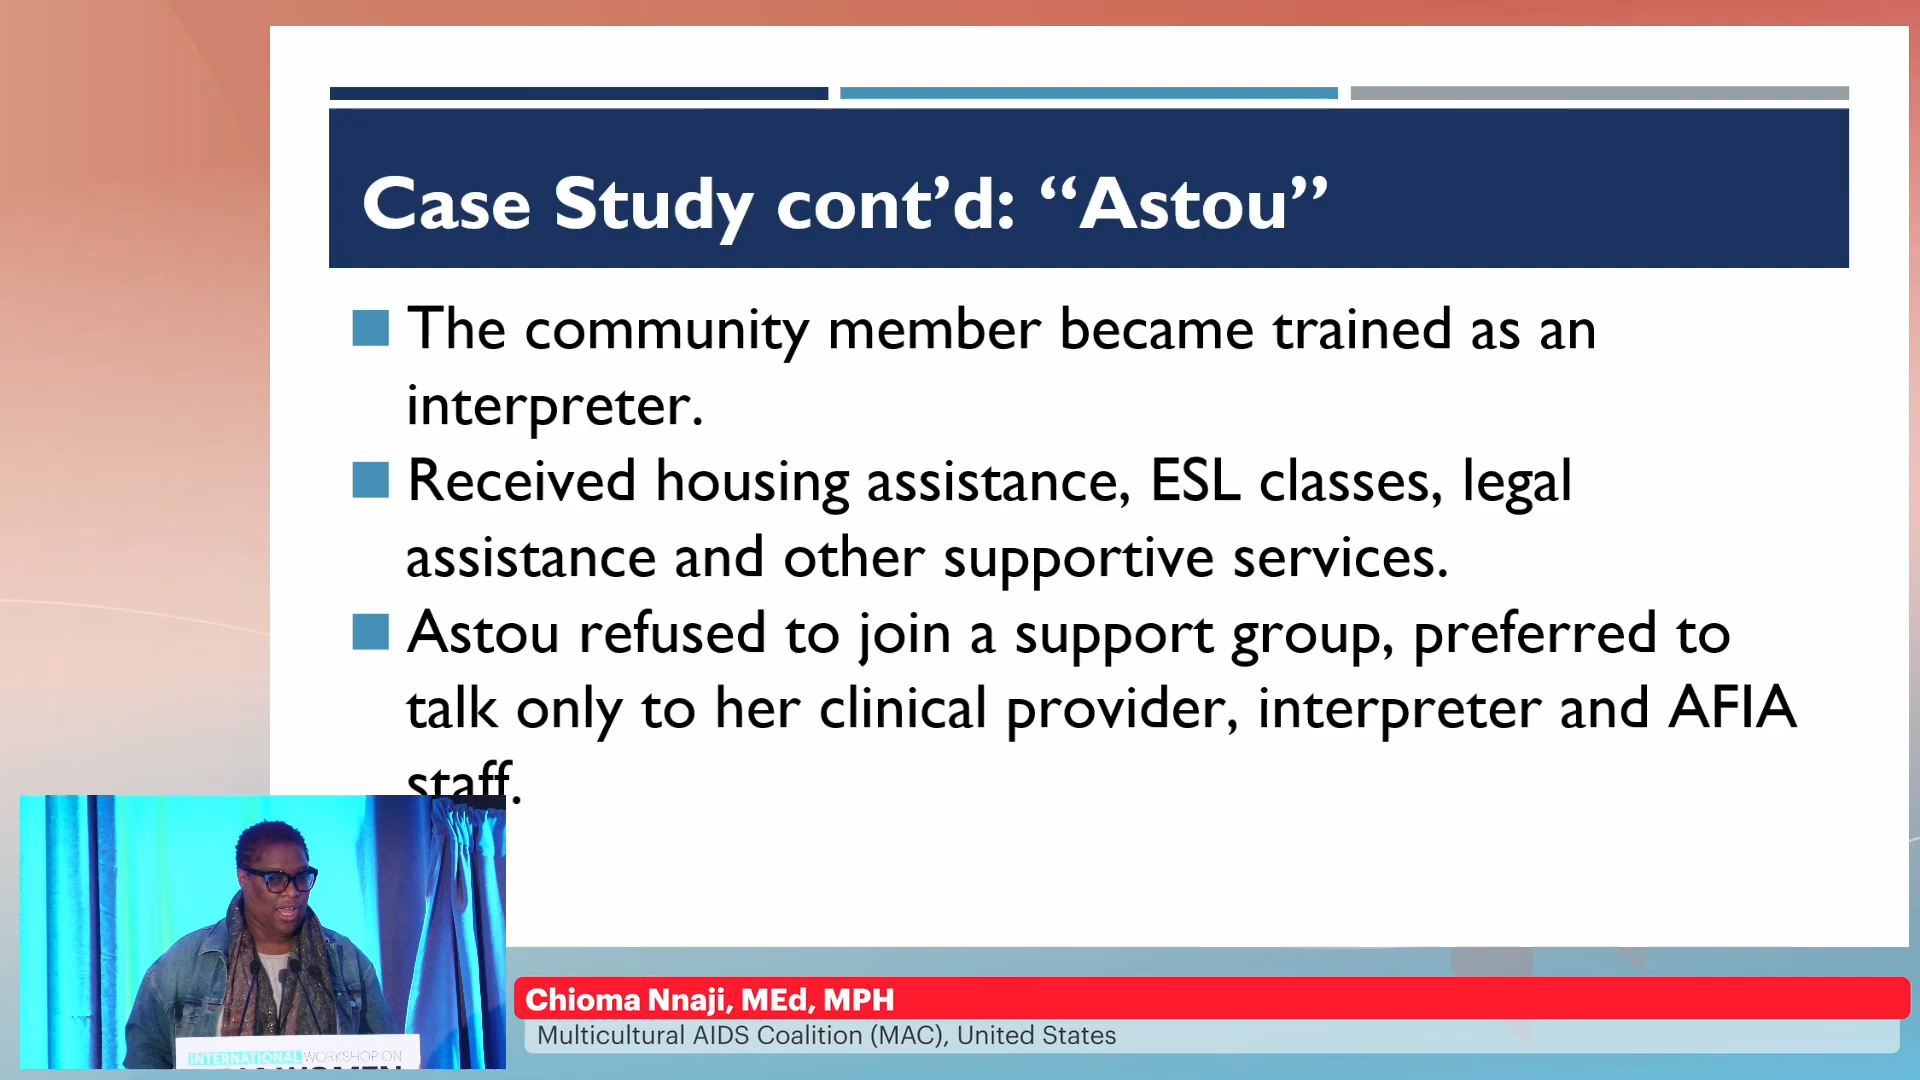 Case Study cont’d: “Astou”
The community member became trained as an
interpreter.
Received housing assistance, ESL classes, legal
assistance and other supportive services.
Astou refused to join a support group, preferred to
talk only to her clinical provider, interpreter and AFIA
staff.
Chioma Nnaji, MEd, MPH
Multicultural AIDS Coalition (MAC), United States
INTERNATIONAL WORKSHOP ON
WOMEN